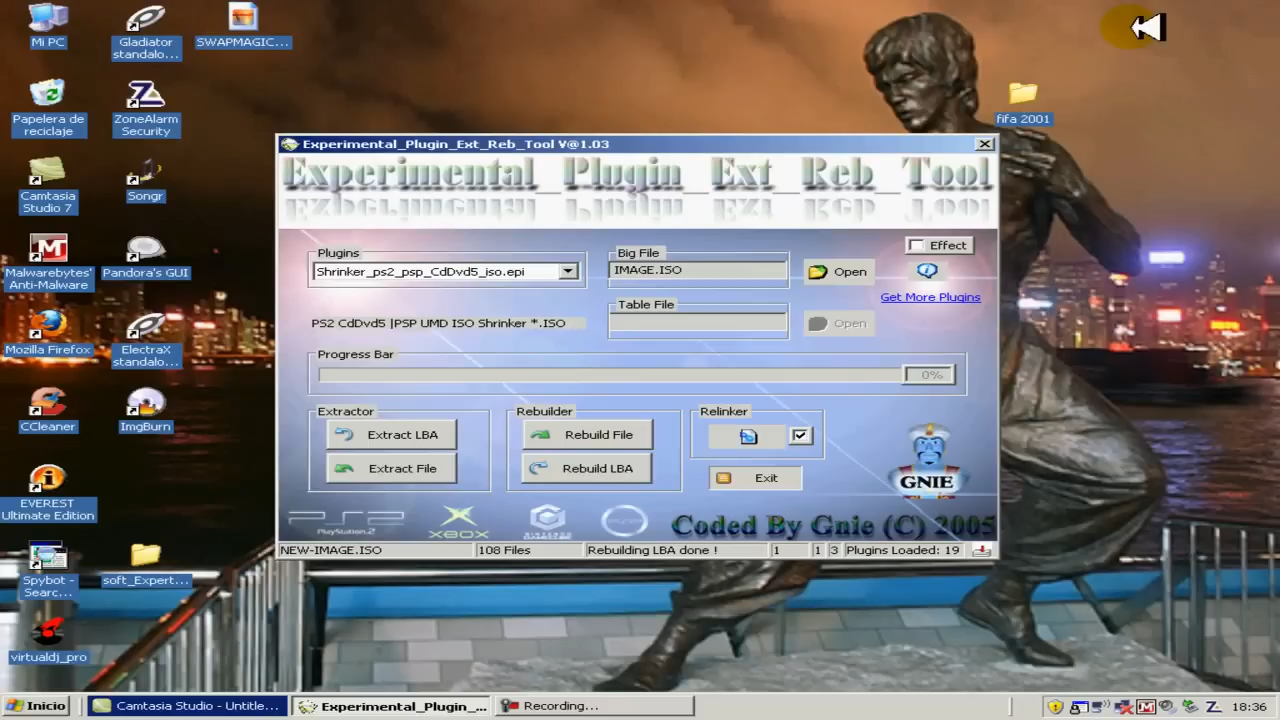 Mi PC
Gladiator
standalo...
SWAPMAGIC...
Papelera de
reciclaje
ZoneAlarm
Security
fifa 2001
Camtasia
Studio 7
Songr
Malwarebytes'
Anti-Malware
Pandora's GUI
Mozilla Firefox
ElectraX
standalo...
CCleaner
ImgBurn
EVEREST
Ultimate Edition
Spybot -
Searc...
soft_Expert...
virtualdj_pro
Experimental_Plugin_Ext_Reb_Tool V@1.03
Experimental_Plugin_Ext_Reb_Tool
Plugins
Shrinker_ps2_psp_CdDvd5_iso.epi
Big File
IMAGE.ISO
Open
Effect
Get More Plugins
PS2 CdDvd5 |PSP UMD ISO Shrinker *.ISO
Table File
Open
Progress Bar
0%
Extractor
Extract LBA
Extract File
Rebuilder
Rebuild File
Rebuild LBA
Relinker
Exit
GNIE
PS2
PlayStation 2
XBOX
Coded By Gnie (C) 2005
NEW-IMAGE.ISO
108 Files
Rebuilding LBA done !
1
1
3
Plugins Loaded: 19
Inicio
Camtasia Studio - Untitle...
Experimental_Plugin_...
Recording...
18:36